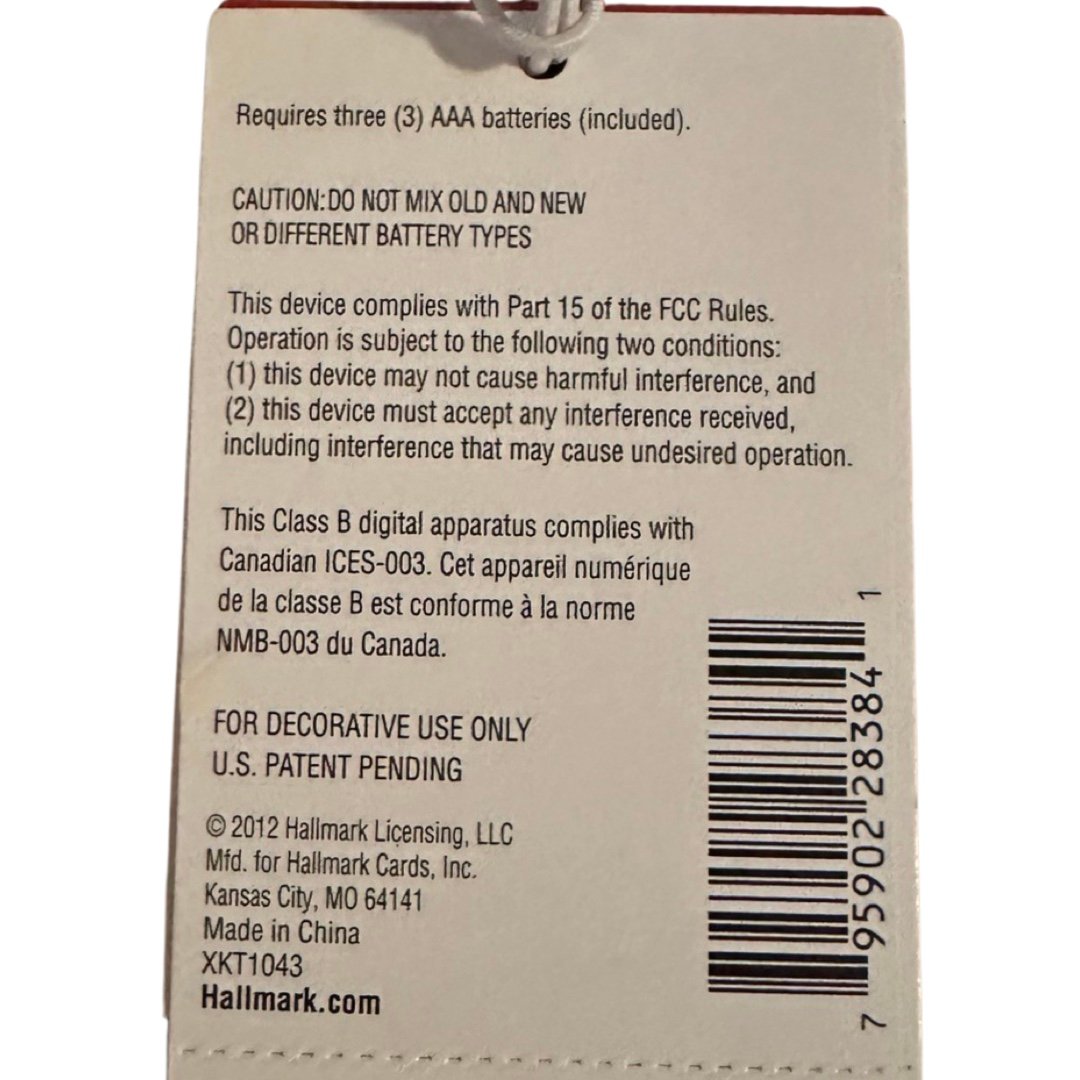 Requires three (3) AAA batteries (included).
CAUTION: DO NOT MIX OLD AND NEW
OR DIFFERENT BATTERY TYPES
This device complies with Part 15 of the FCC Rules.
Operation is subject to the following two conditions:
(1) this device may not cause harmful interference, and
(2) this device must accept any interference received,
including interference that may cause undesired operation.
This Class B digital apparatus complies with
Canadian ICES-003. Cet appareil numérique
de la classe B est conforme à la norme
NMB-003 du Canada.
FOR DECORATIVE USE ONLY
U.S. PATENT PENDING
© 2012 Hallmark Licensing, LLC
Mfd. for Hallmark Cards, Inc.
Kansas City, MO 64141
Made in China
XKT1043
Hallmark.com
7 95902 28384 1